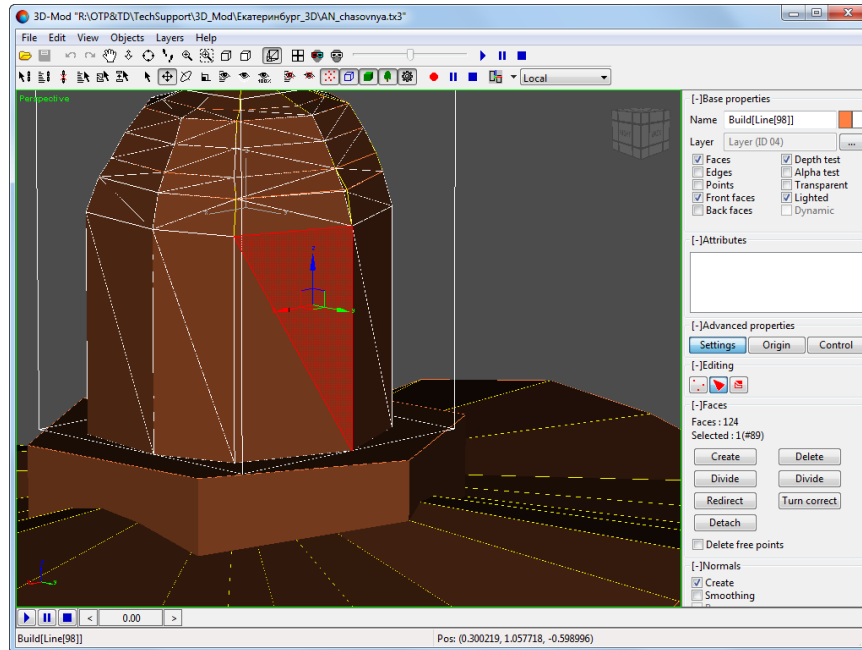 3D-Mod "R:\OTP&TD\TechSupport\3D_Mod\Екатеринбург_3D\AN_chasovnya.tx3"
File Edit View Objects Layers Help
Local
Perspective
[-]Base properties
Name Build[Line[98]]
Layer Layer (ID 04) ...
Faces Depth test
Edges Alpha test
Points Transparent
Front faces Lighted
Back faces Dynamic
[-]Attributes
[-]Advanced properties
Settings Origin Control
[-]Editing
[-]Faces
Faces : 124
Selected : 1(#89)
Create Delete
Divide Divide
Redirect Turn correct
Detach
Delete free points
[-]Normals
Create
Smoothing
< 0.00 >
Build[Line[98]] Pos: (0.300219, 1.057718, -0.598996)